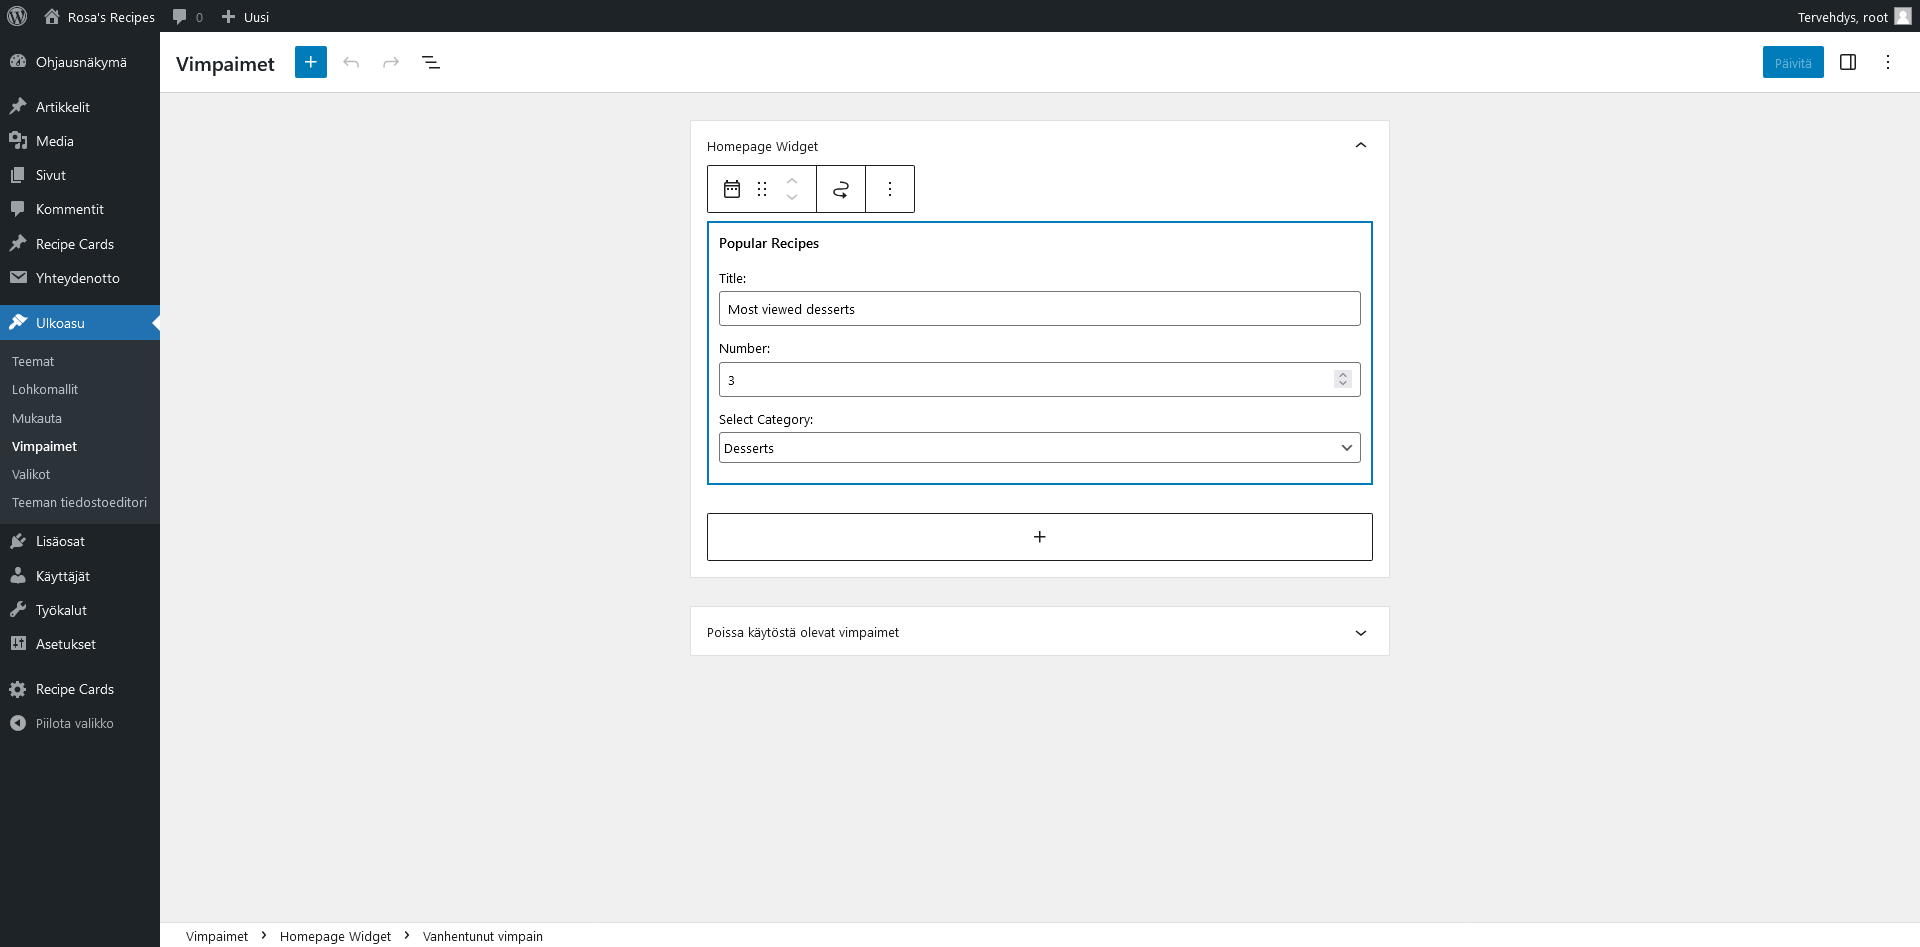 Rosa's Recipes
0
Uusi
Tervehdys, root
Ohjausnäkymä
Artikkelit
Media
Sivut
Kommentit
Recipe Cards
Yhteydenotto
Ulkoasu
Teemat
Lohkomallit
Mukauta
Vimpaimet
Valikot
Teeman tiedostoeditori
Lisäosat
Käyttäjät
Työkalut
Asetukset
Recipe Cards
Piilota valikko
Vimpaimet
Päivitä
Homepage Widget
Popular Recipes
Title:
Most viewed desserts
Number:
3
Select Category:
Desserts
Poissa käytöstä olevat vimpaimet
Vimpaimet
Homepage Widget
Vanhentunut vimpain